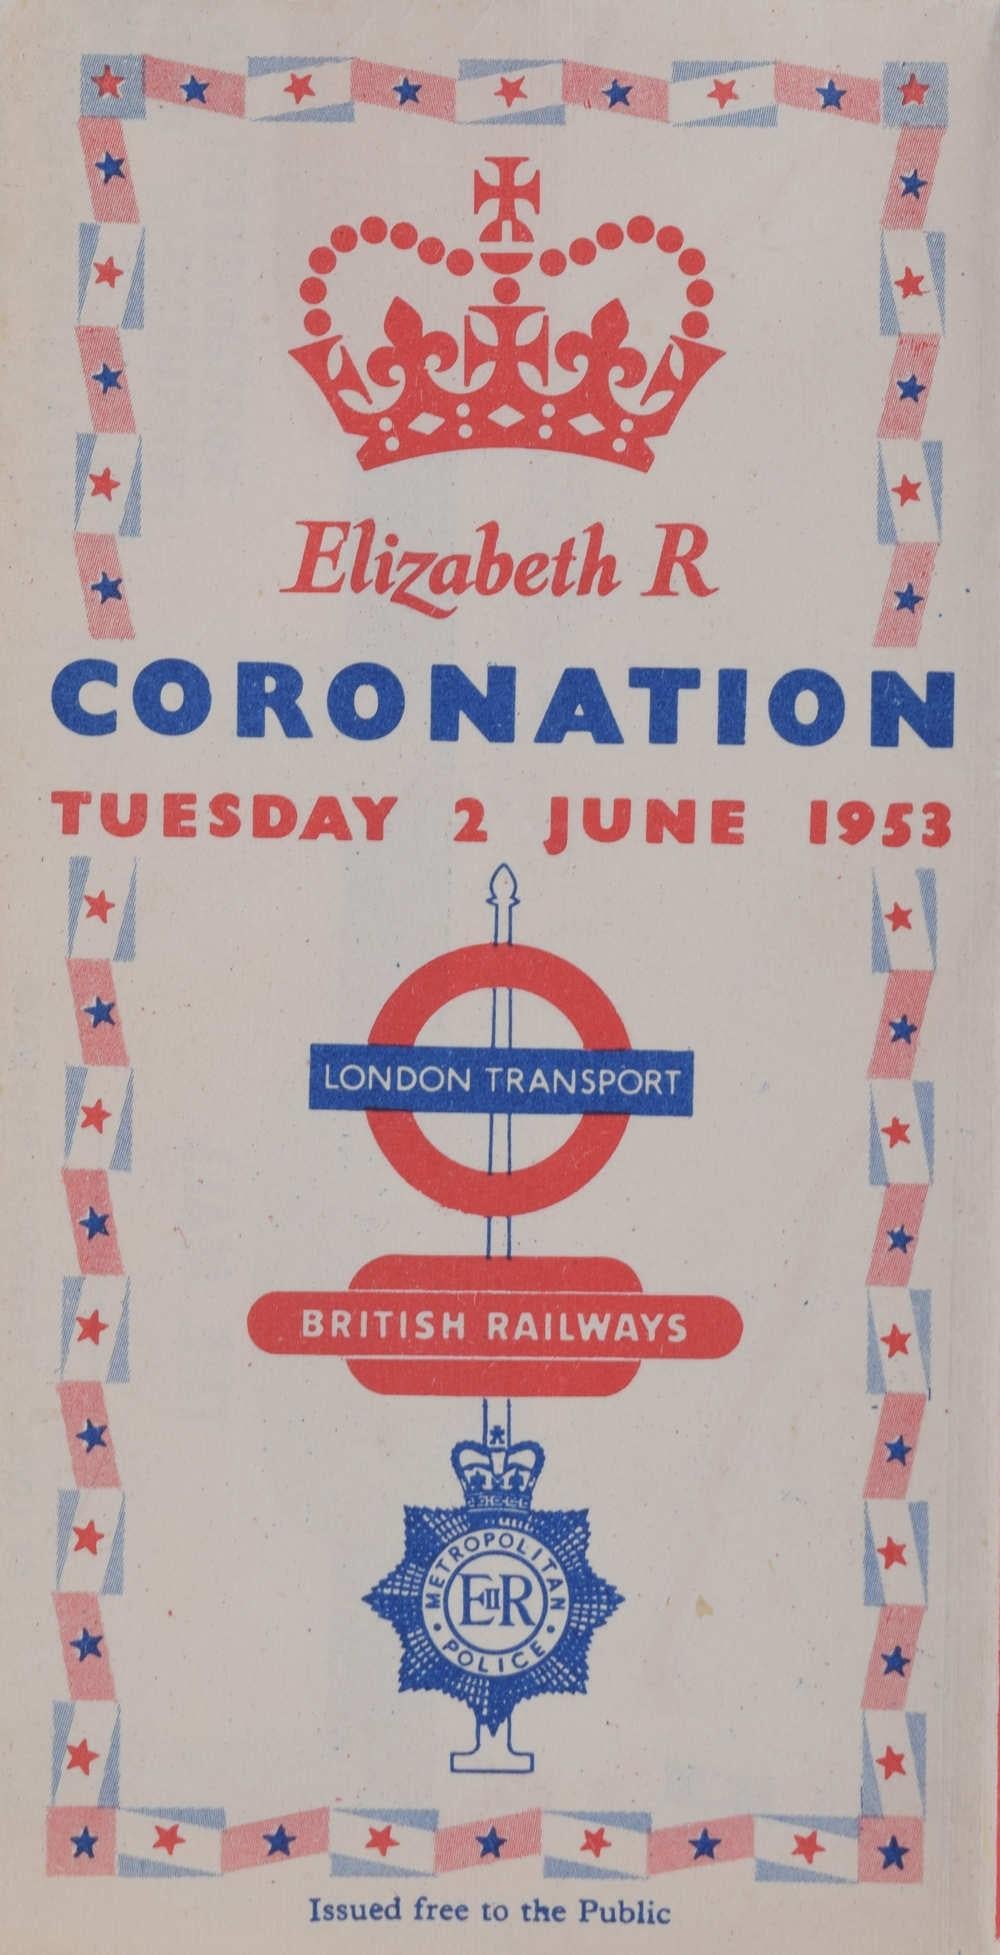 Elizabeth R
CORONATION
TUESDAY 2 JUNE 1953
LONDON TRANSPORT
BRITISH RAILWAYS
METROPOLITAN
EIIR
POLICE
Issued free to the Public